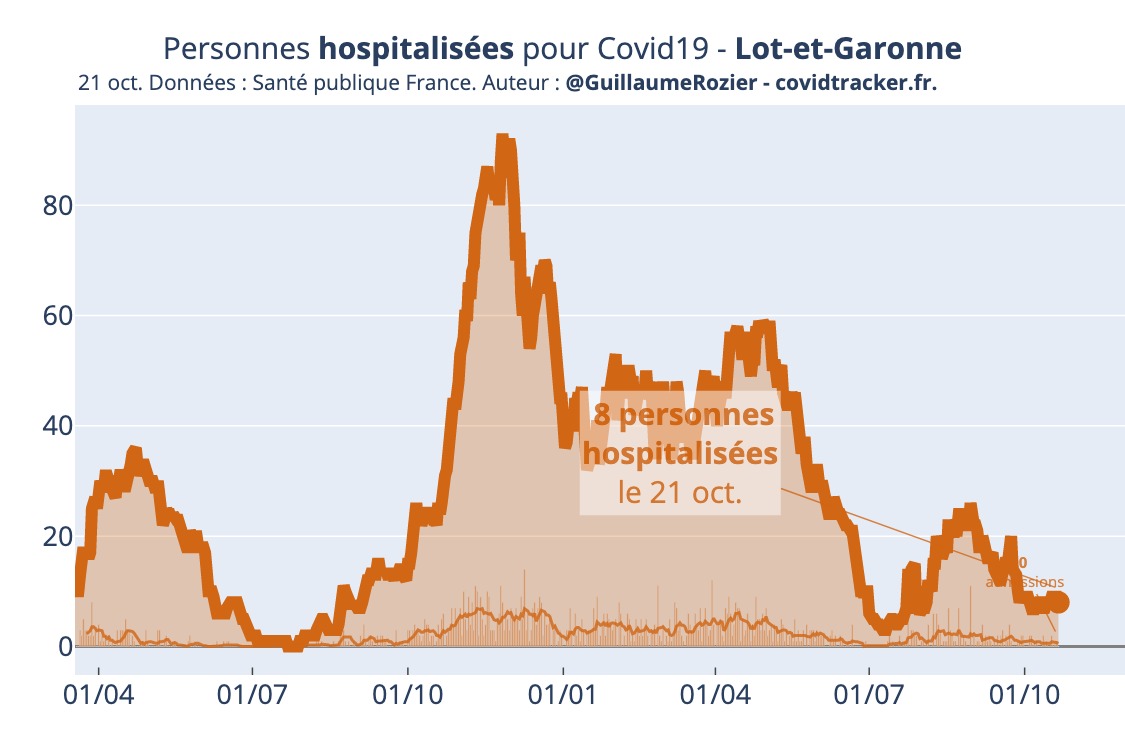 Personnes hospitalisées pour Covid19 - Lot-et-Garonne
21 oct. Données : Santé publique France. Auteur : @GuillaumeRozier - covidtracker.fr.
80
60
40
20
0
8 personnes
hospitalisées
le 21 oct.
0
admissions
01/04 01/07 01/10 01/01 01/04 01/07 01/10